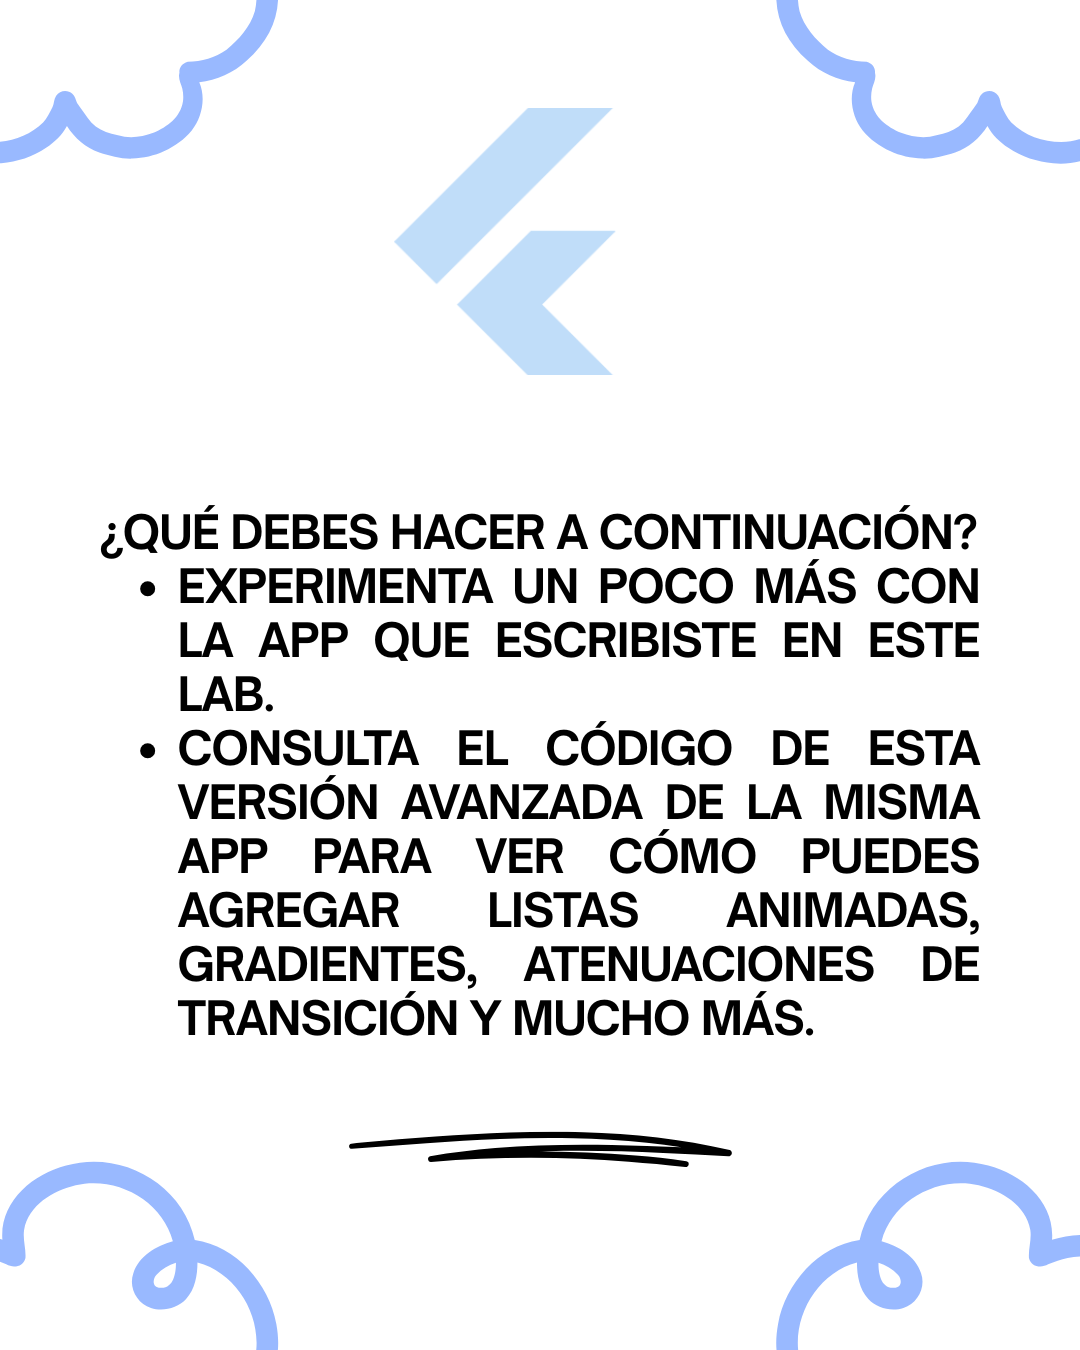 ¿QUÉ DEBES HACER A CONTINUACIÓN?
• EXPERIMENTA UN POCO MÁS CON
LA APP QUE ESCRIBISTE EN ESTE
LAB.
• CONSULTA EL CÓDIGO DE ESTA
VERSIÓN AVANZADA DE LA MISMA
APP PARA VER CÓMO PUEDES
AGREGAR LISTAS ANIMADAS,
GRADIENTES, ATENUACIONES DE
TRANSICIÓN Y MUCHO MÁS.